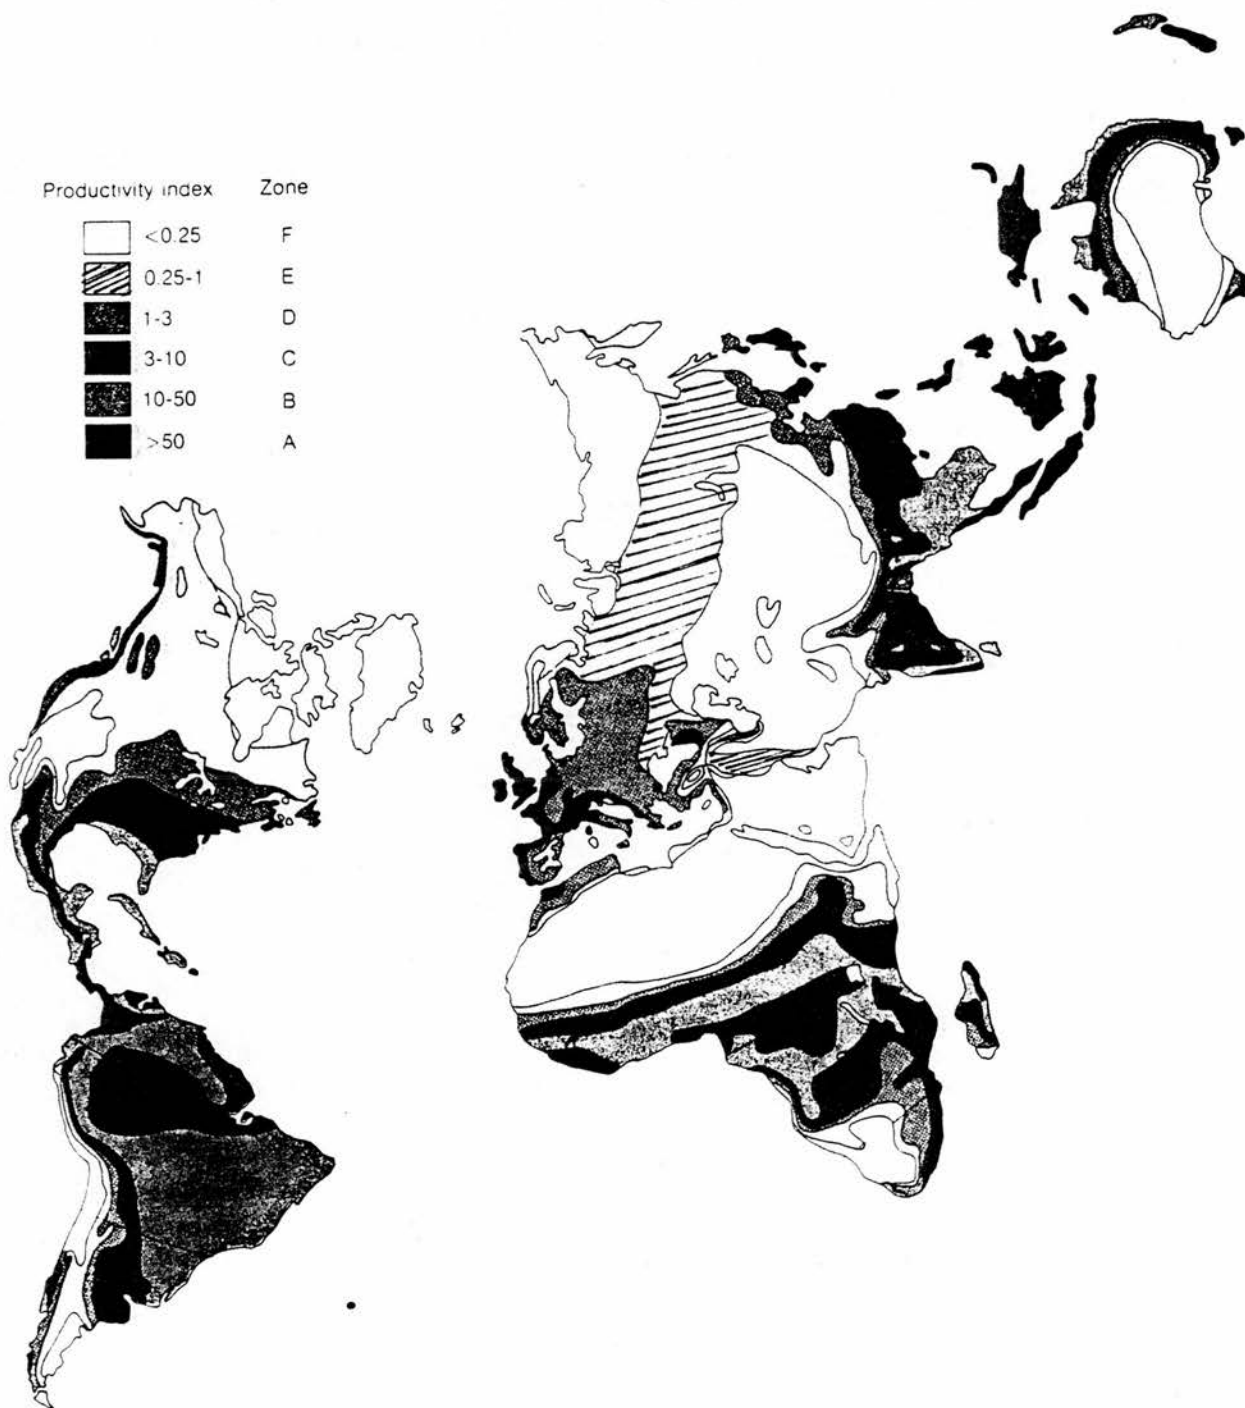 Productivity index Zone
<0.25 F
0.25-1 E
1-3 D
3-10 C
10-50 B
>50 A